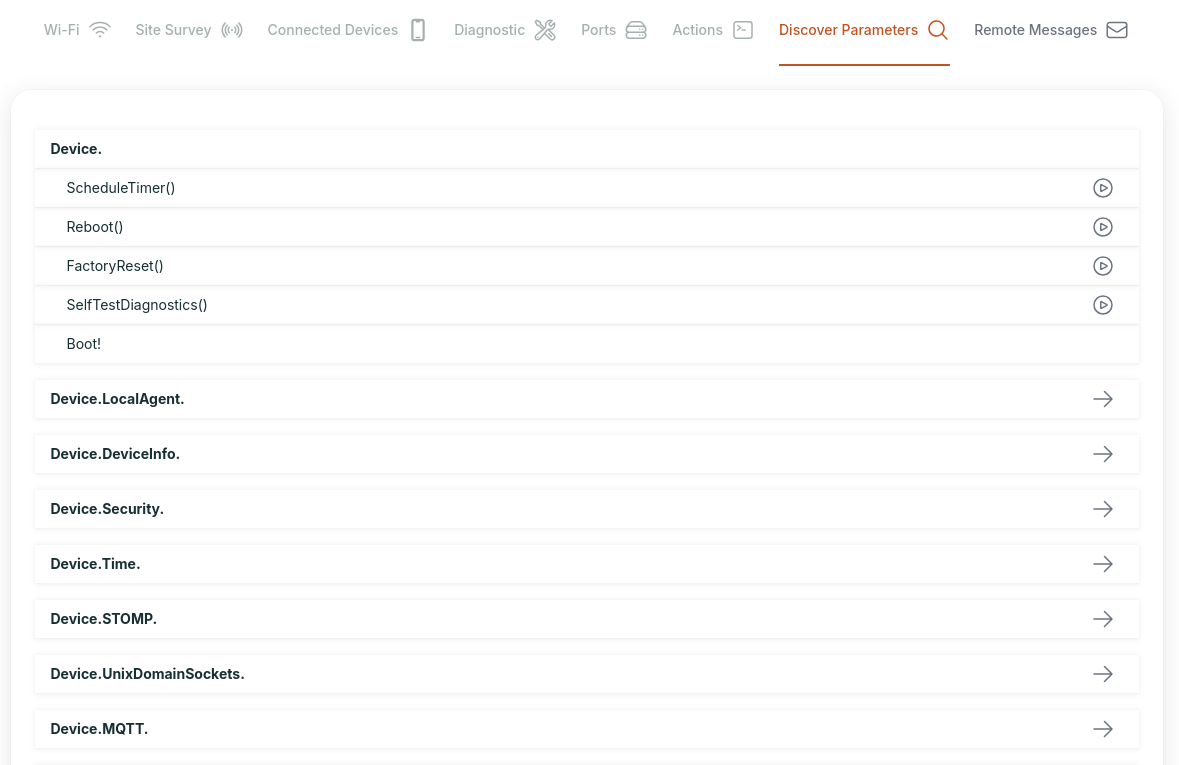 Wi-Fi Site Survey Connected Devices Diagnostic Ports Actions Discover Parameters Remote Messages
Device.
ScheduleTimer()
Reboot()
FactoryReset()
SelfTestDiagnostics()
Boot!
Device.LocalAgent.
Device.DeviceInfo.
Device.Security.
Device.Time.
Device.STOMP.
Device.UnixDomainSockets.
Device.MQTT.